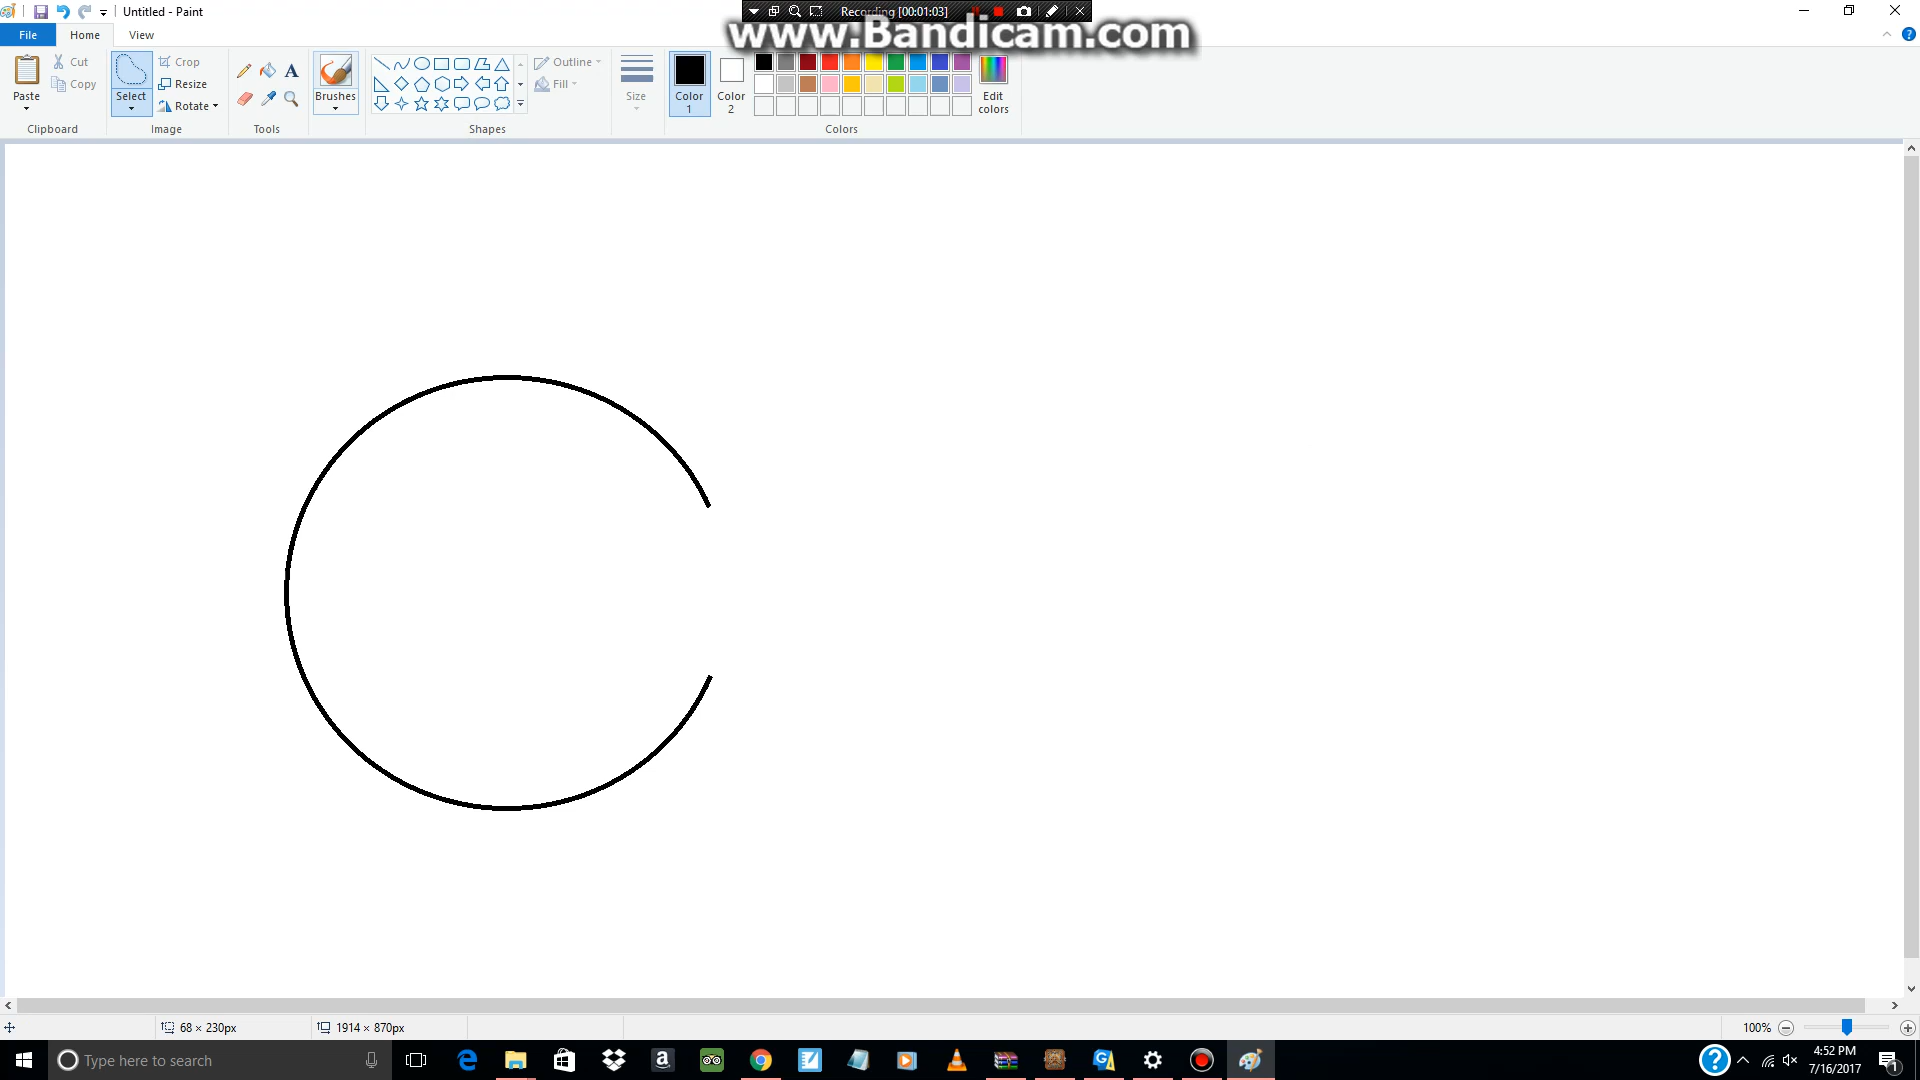 Untitled - Paint
Recording [00:01:03]
www.Bandicam.com
File Home View
Paste
Cut
Copy
Clipboard
Select
Crop
Resize
Rotate
Image
A
Tools
Brushes
Outline
Fill
Shapes
Size
Color 1
Color 2
Edit colors
Colors
68 × 230px
1914 × 870px
100%
Type here to search
4:52 PM
7/16/2017
1